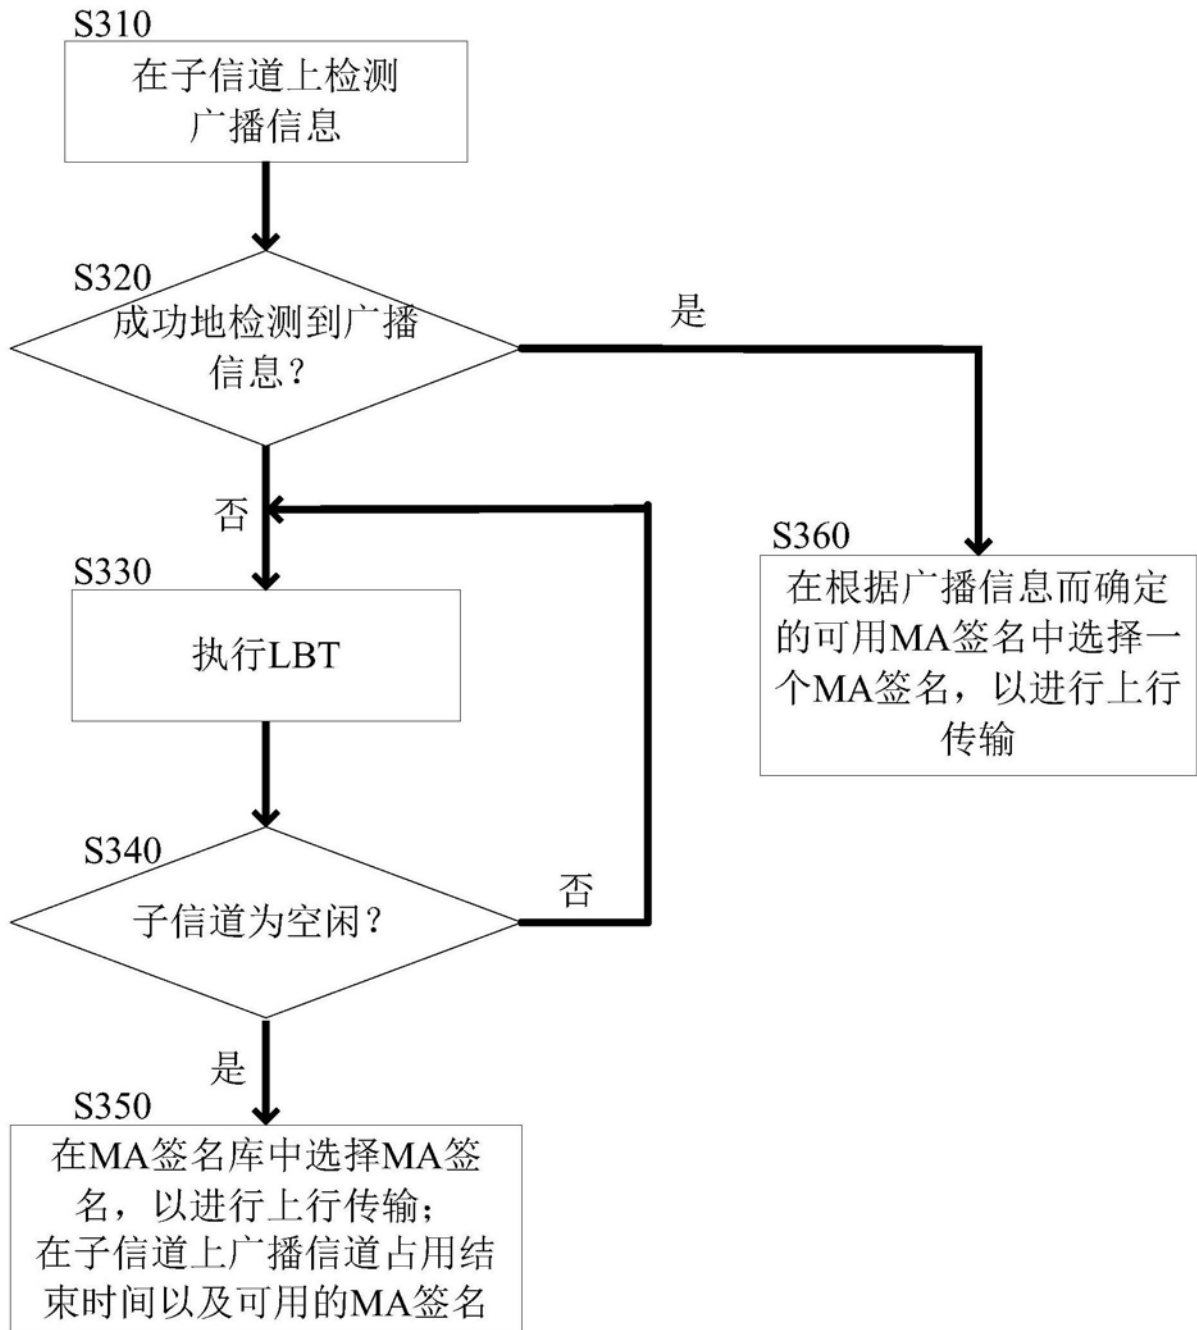 S310
在子信道上检测
广播信息
S320
成功地检测到广播
信息？
是
否
S330
执行LBT
S340
子信道为空闲？
否
是
S350
在MA签名库中选择MA签
名，以进行上行传输；
在子信道上广播信道占用结
束时间以及可用的MA签名
S360
在根据广播信息而确定
的可用MA签名中选择一
个MA签名，以进行上行
传输